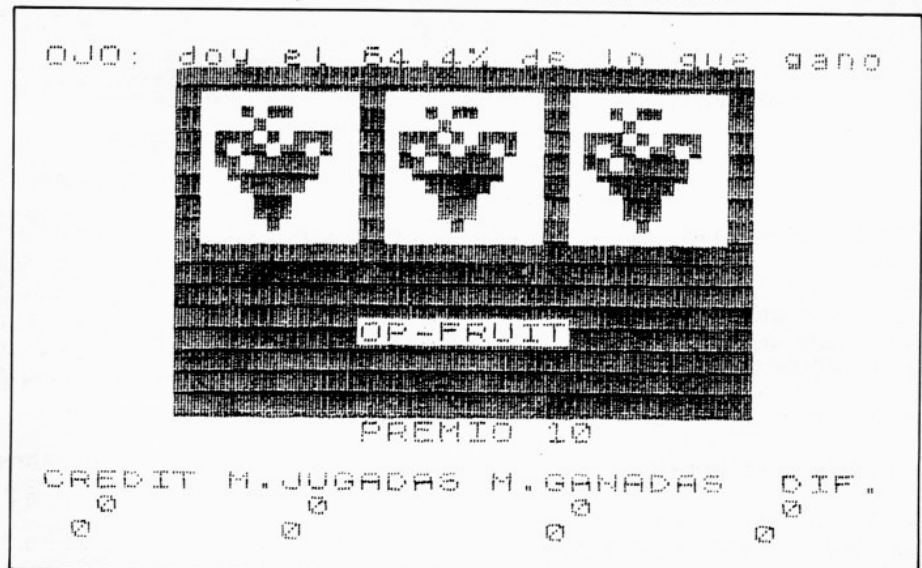 OJO: doy el 64.4% de lo que gano
OP-FRUIT
PREMIO 10
CREDIT M.JUGADAS M.GANADAS DIF.
0 0 0 0
0 0 0 0